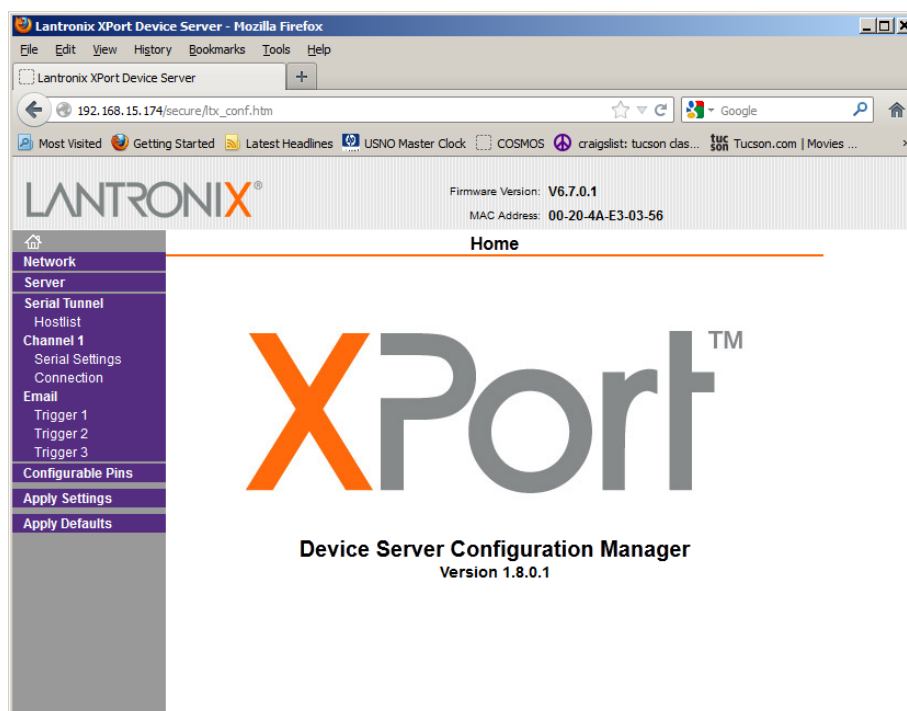 Lantronix XPort Device Server - Mozilla Firefox
File Edit View History Bookmarks Tools Help
Lantronix XPort Device Server
192.168.15.174/secure/ltx_conf.htm
Google
Most Visited Getting Started Latest Headlines USNO Master Clock COSMOS craigslist: tucson clas... tuc son Tucson.com | Movies ...
LANTRONIX®
Firmware Version: V6.7.0.1
MAC Address: 00-20-4A-E3-03-56
Home
Network
Server
Serial Tunnel
Hostlist
Channel 1
Serial Settings
Connection
Email
Trigger 1
Trigger 2
Trigger 3
Configurable Pins
Apply Settings
Apply Defaults
XPort™
Device Server Configuration Manager
Version 1.8.0.1